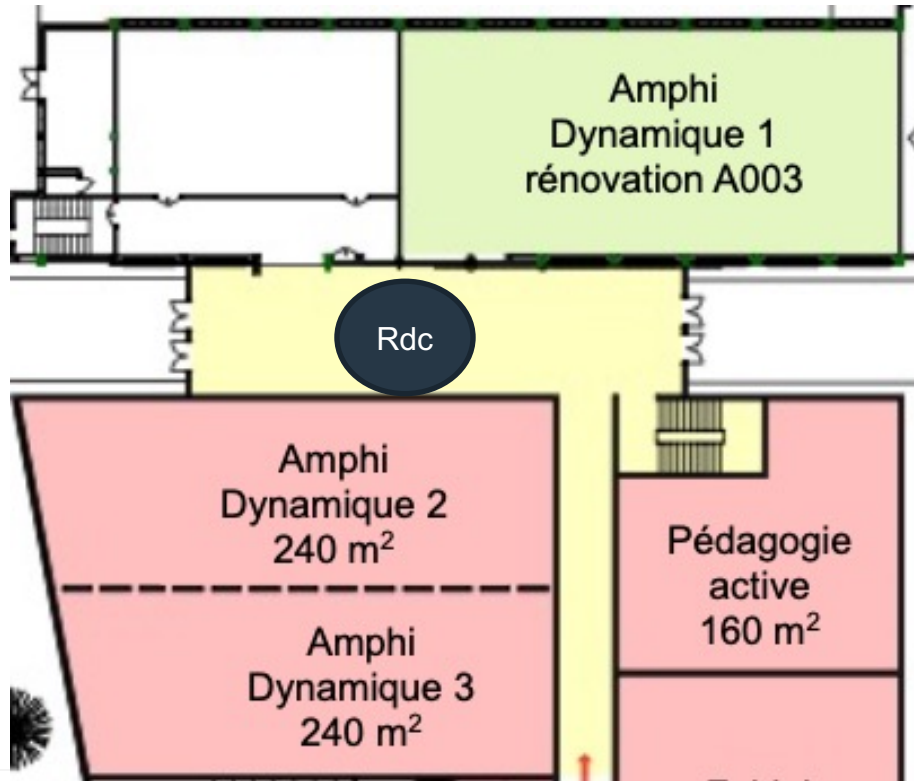 Amphi
Dynamique 1
rénovation A003
Rdc
Amphi
Dynamique 2
240 m²
Pédagogie
active
160 m²
Amphi
Dynamique 3
240 m²